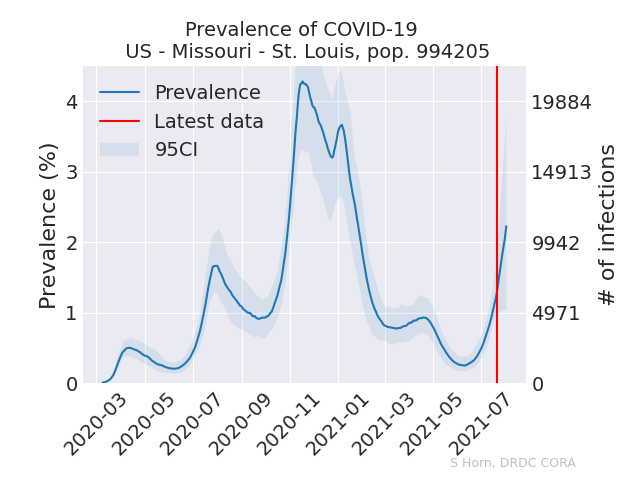 Prevalence of COVID-19
US - Missouri - St. Louis, pop. 994205
Prevalence
Latest data
95CI
Prevalence (%)
4
3
2
1
0
19884
14913
9942
4971
0
# of infections
2020-03
2020-05
2020-07
2020-09
2020-11
2021-01
2021-03
2021-05
2021-07
S Horn, DRDC CORA